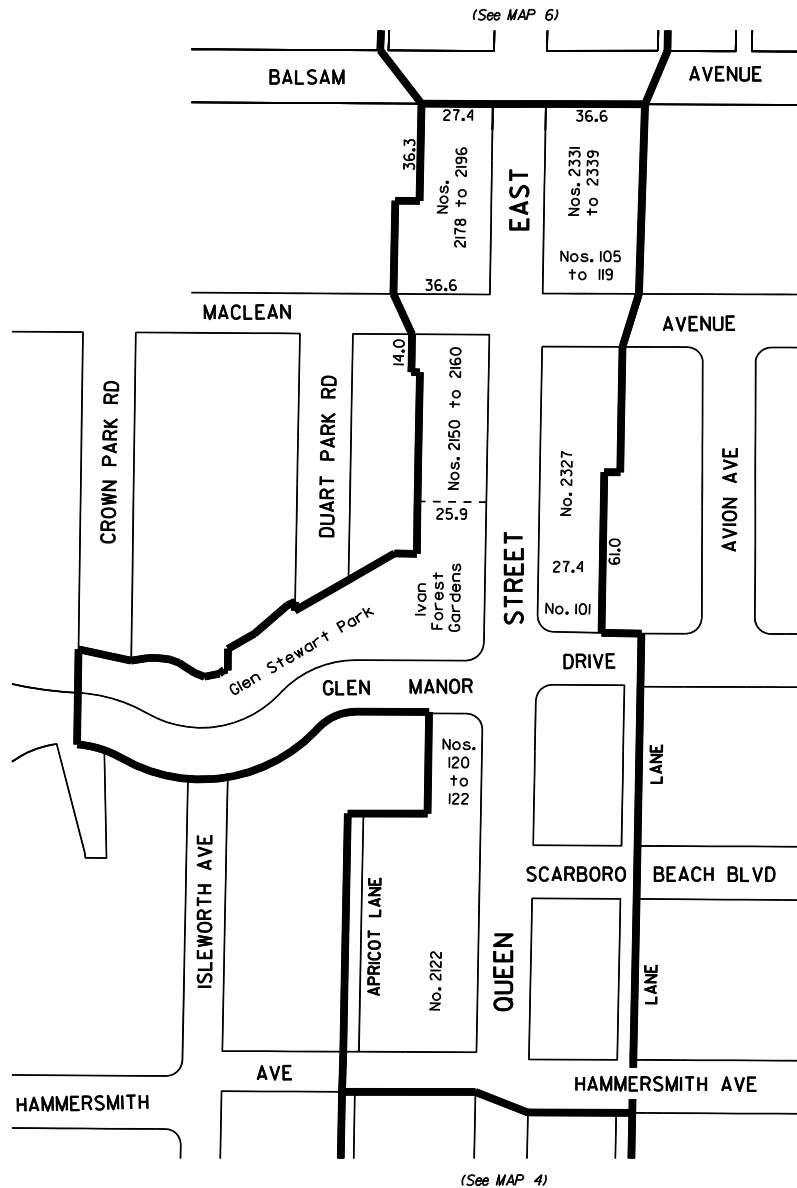 (See MAP 6)
BALSAM
AVENUE
27.4
36.6
36.3
Nos.
2178 to 2196
EAST
Nos. 2331
to 2339
Nos. 105
to 119
36.6
MACLEAN
AVENUE
14.0
Nos. 2150 to 2160
CROWN PARK RD
DUART PARK RD
No. 2327
AVION AVE
25.9
61.0
27.4
STREET
Ivan
Forest
Gardens
No. 101
Glen Stewart Park
DRIVE
GLEN MANOR
Nos.
120
to
122
LANE
SCARBORO BEACH BLVD
ISLEWORTH AVE
APRICOT LANE
No. 2122
QUEEN
LANE
AVE
HAMMERSMITH AVE
HAMMERSMITH
(See MAP 4)